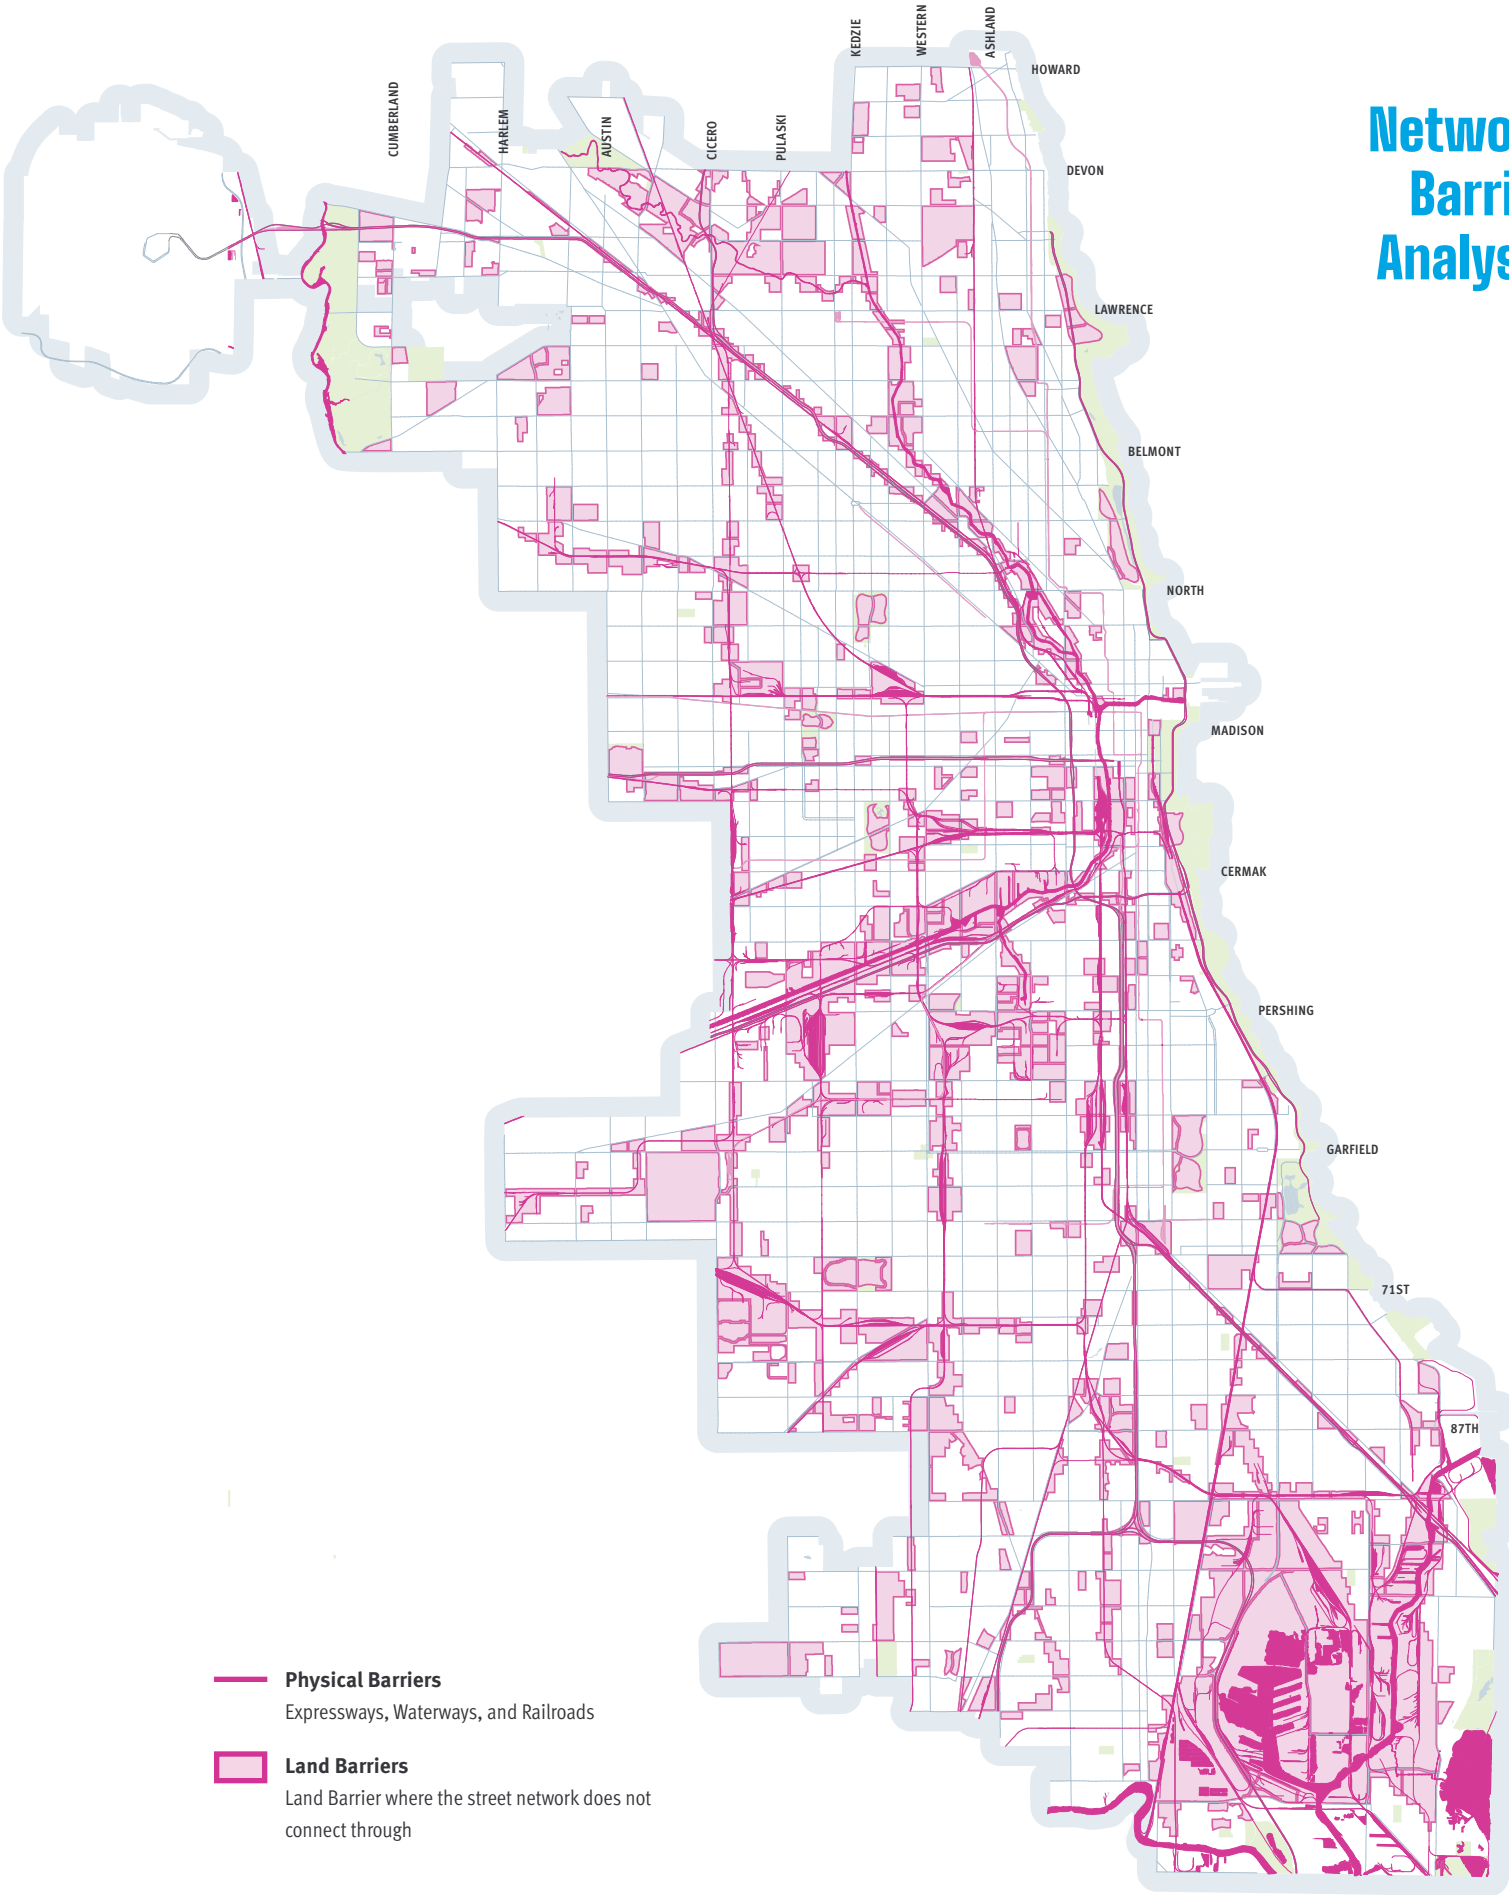 KEDZIE
WESTERN
ASHLAND
HOWARD
CUMBERLAND
HARLEM
AUSTIN
CICERO
PULASKI
Netwo
Barri
Analys
DEVON
LAWRENCE
BELMONT
NORTH
MADISON
CERMAK
PERSHING
GARFIELD
71ST
87TH
Physical Barriers
Expressways, Waterways, and Railroads
Land Barriers
Land Barrier where the street network does not
connect through